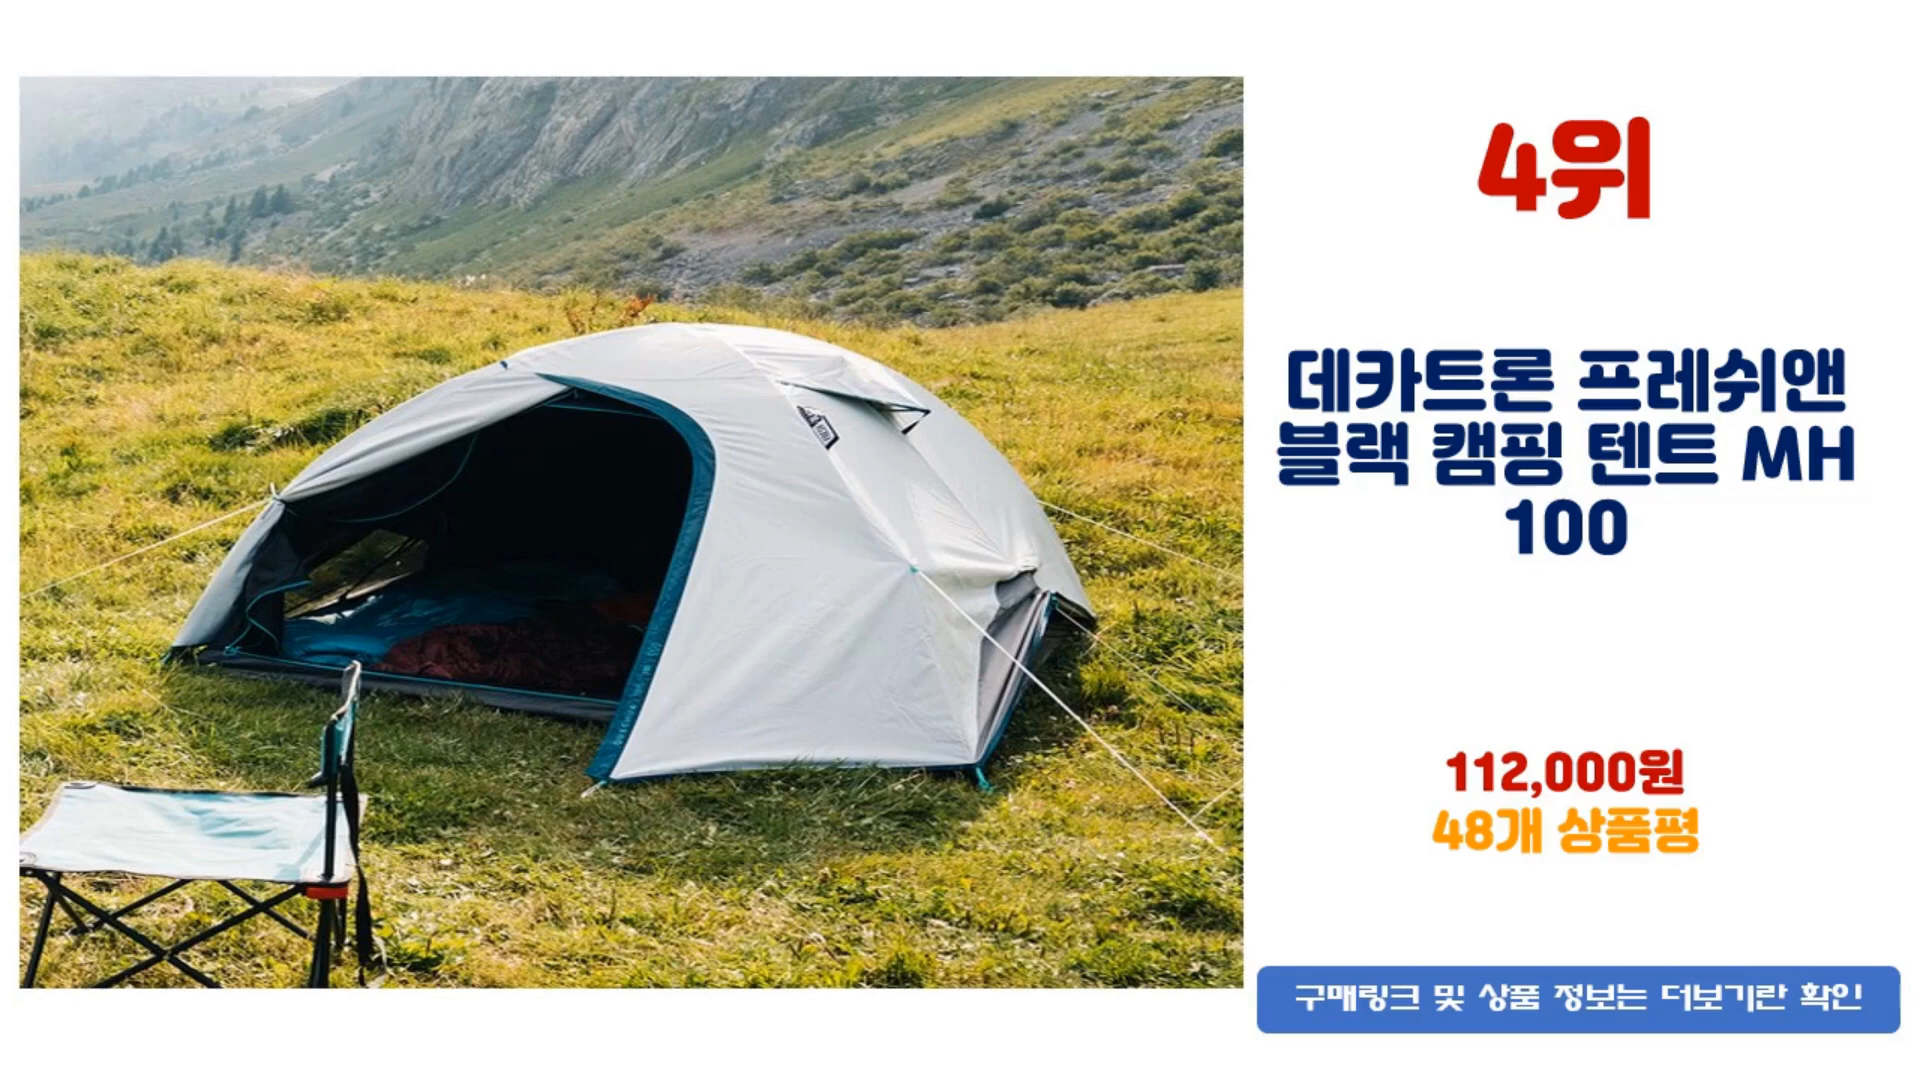 4위
데카트론 프레쉬앤
블랙 캠핑 텐트 MH
100
112,000원
48개 상품평
구매링크 및 상품 정보는 더보기란 확인